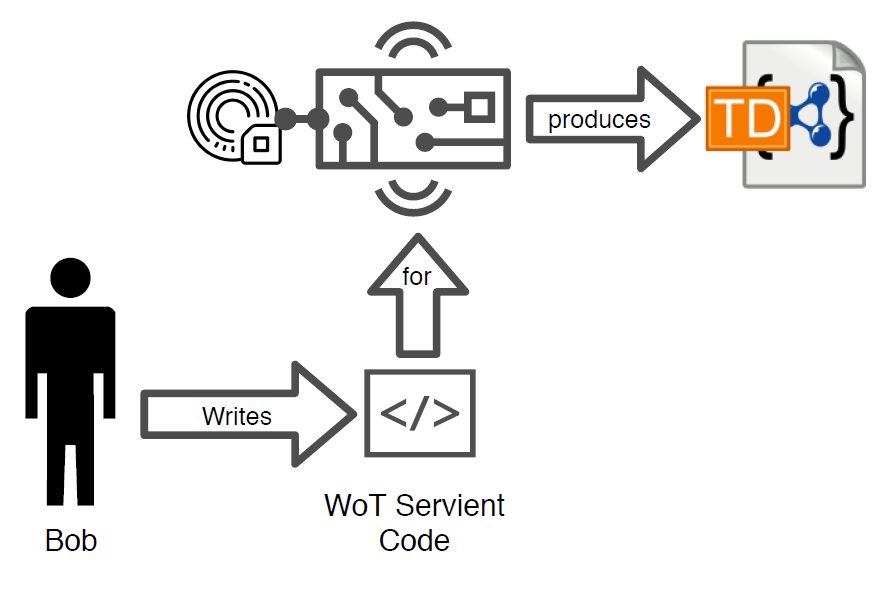 produces
TD
{ }
for
Writes
</>
WoT Servient
Code
Bob